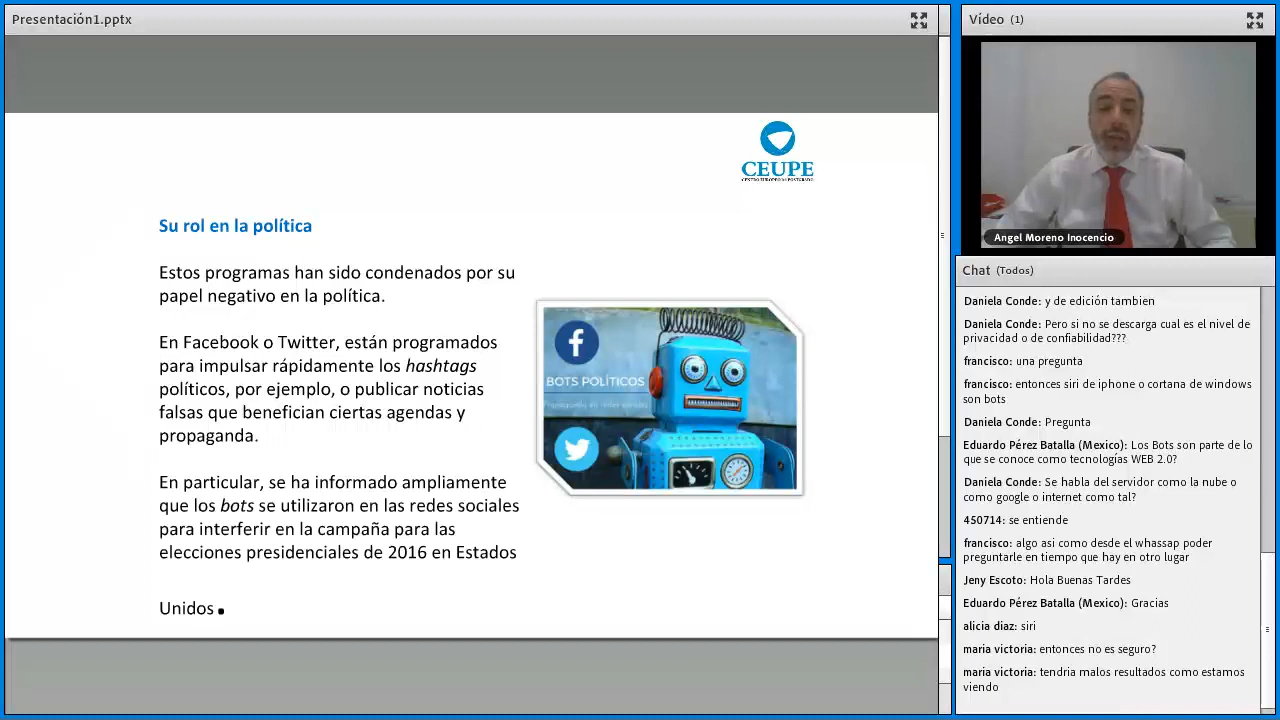 Presentación1.pptx
CEUPE
CENTRO EUROPEO DE POSTGRADO
Su rol en la política
Estos programas han sido condenados por su
papel negativo en la política.
En Facebook o Twitter, están programados
para impulsar rápidamente los hashtags
políticos, por ejemplo, o publicar noticias
falsas que benefician ciertas agendas y
propaganda.
En particular, se ha informado ampliamente
que los bots se utilizaron en las redes sociales
para interferir en la campaña para las
elecciones presidenciales de 2016 en Estados
Unidos.
BOTS POLÍTICOS
Vídeo (1)
Angel Moreno Inocencio
Chat (Todos)
Daniela Conde: y de edición tambien
Daniela Conde: Pero si no se descarga cual es el nivel de
privacidad o de confiabilidad???
francisco: una pregunta
francisco: entonces siri de iphone o cortana de windows
son bots
Daniela Conde: Pregunta
Eduardo Pérez Batalla (Mexico): Los Bots son parte de lo
que se conoce como tecnologías WEB 2.0?
Daniela Conde: Se habla del servidor como la nube o
como google o internet como tal?
450714: se entiende
francisco: algo asi como desde el whassap poder
preguntarle en tiempo que hay en otro lugar
Jeny Escoto: Hola Buenas Tardes
Eduardo Pérez Batalla (Mexico): Gracias
alicia diaz: siri
maria victoria: entonces no es seguro?
maria victoria: tendria malos resultados como estamos
viendo